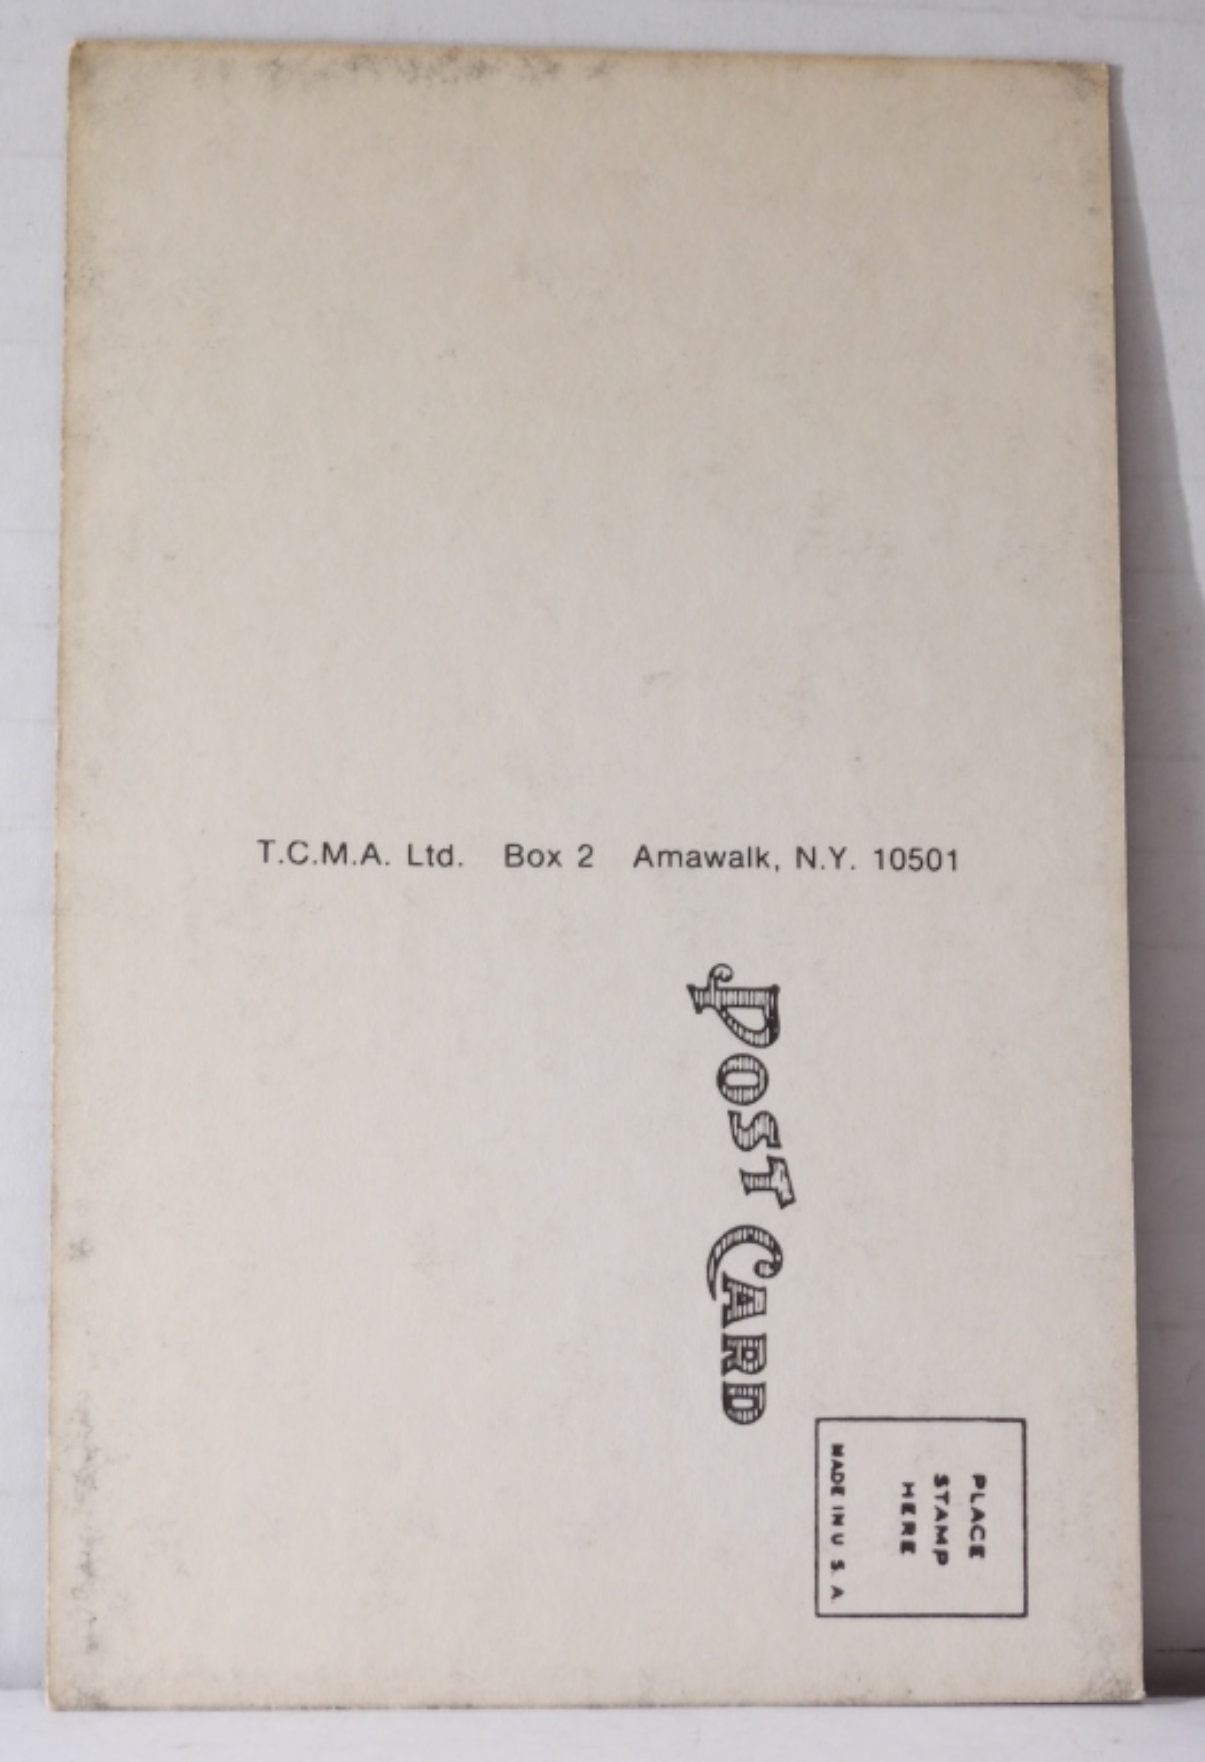 T.C.M.A. Ltd. Box 2 Amawalk, N.Y. 10501
POST CARD
PLACE
STAMP
HERE
MADE IN U S. A.